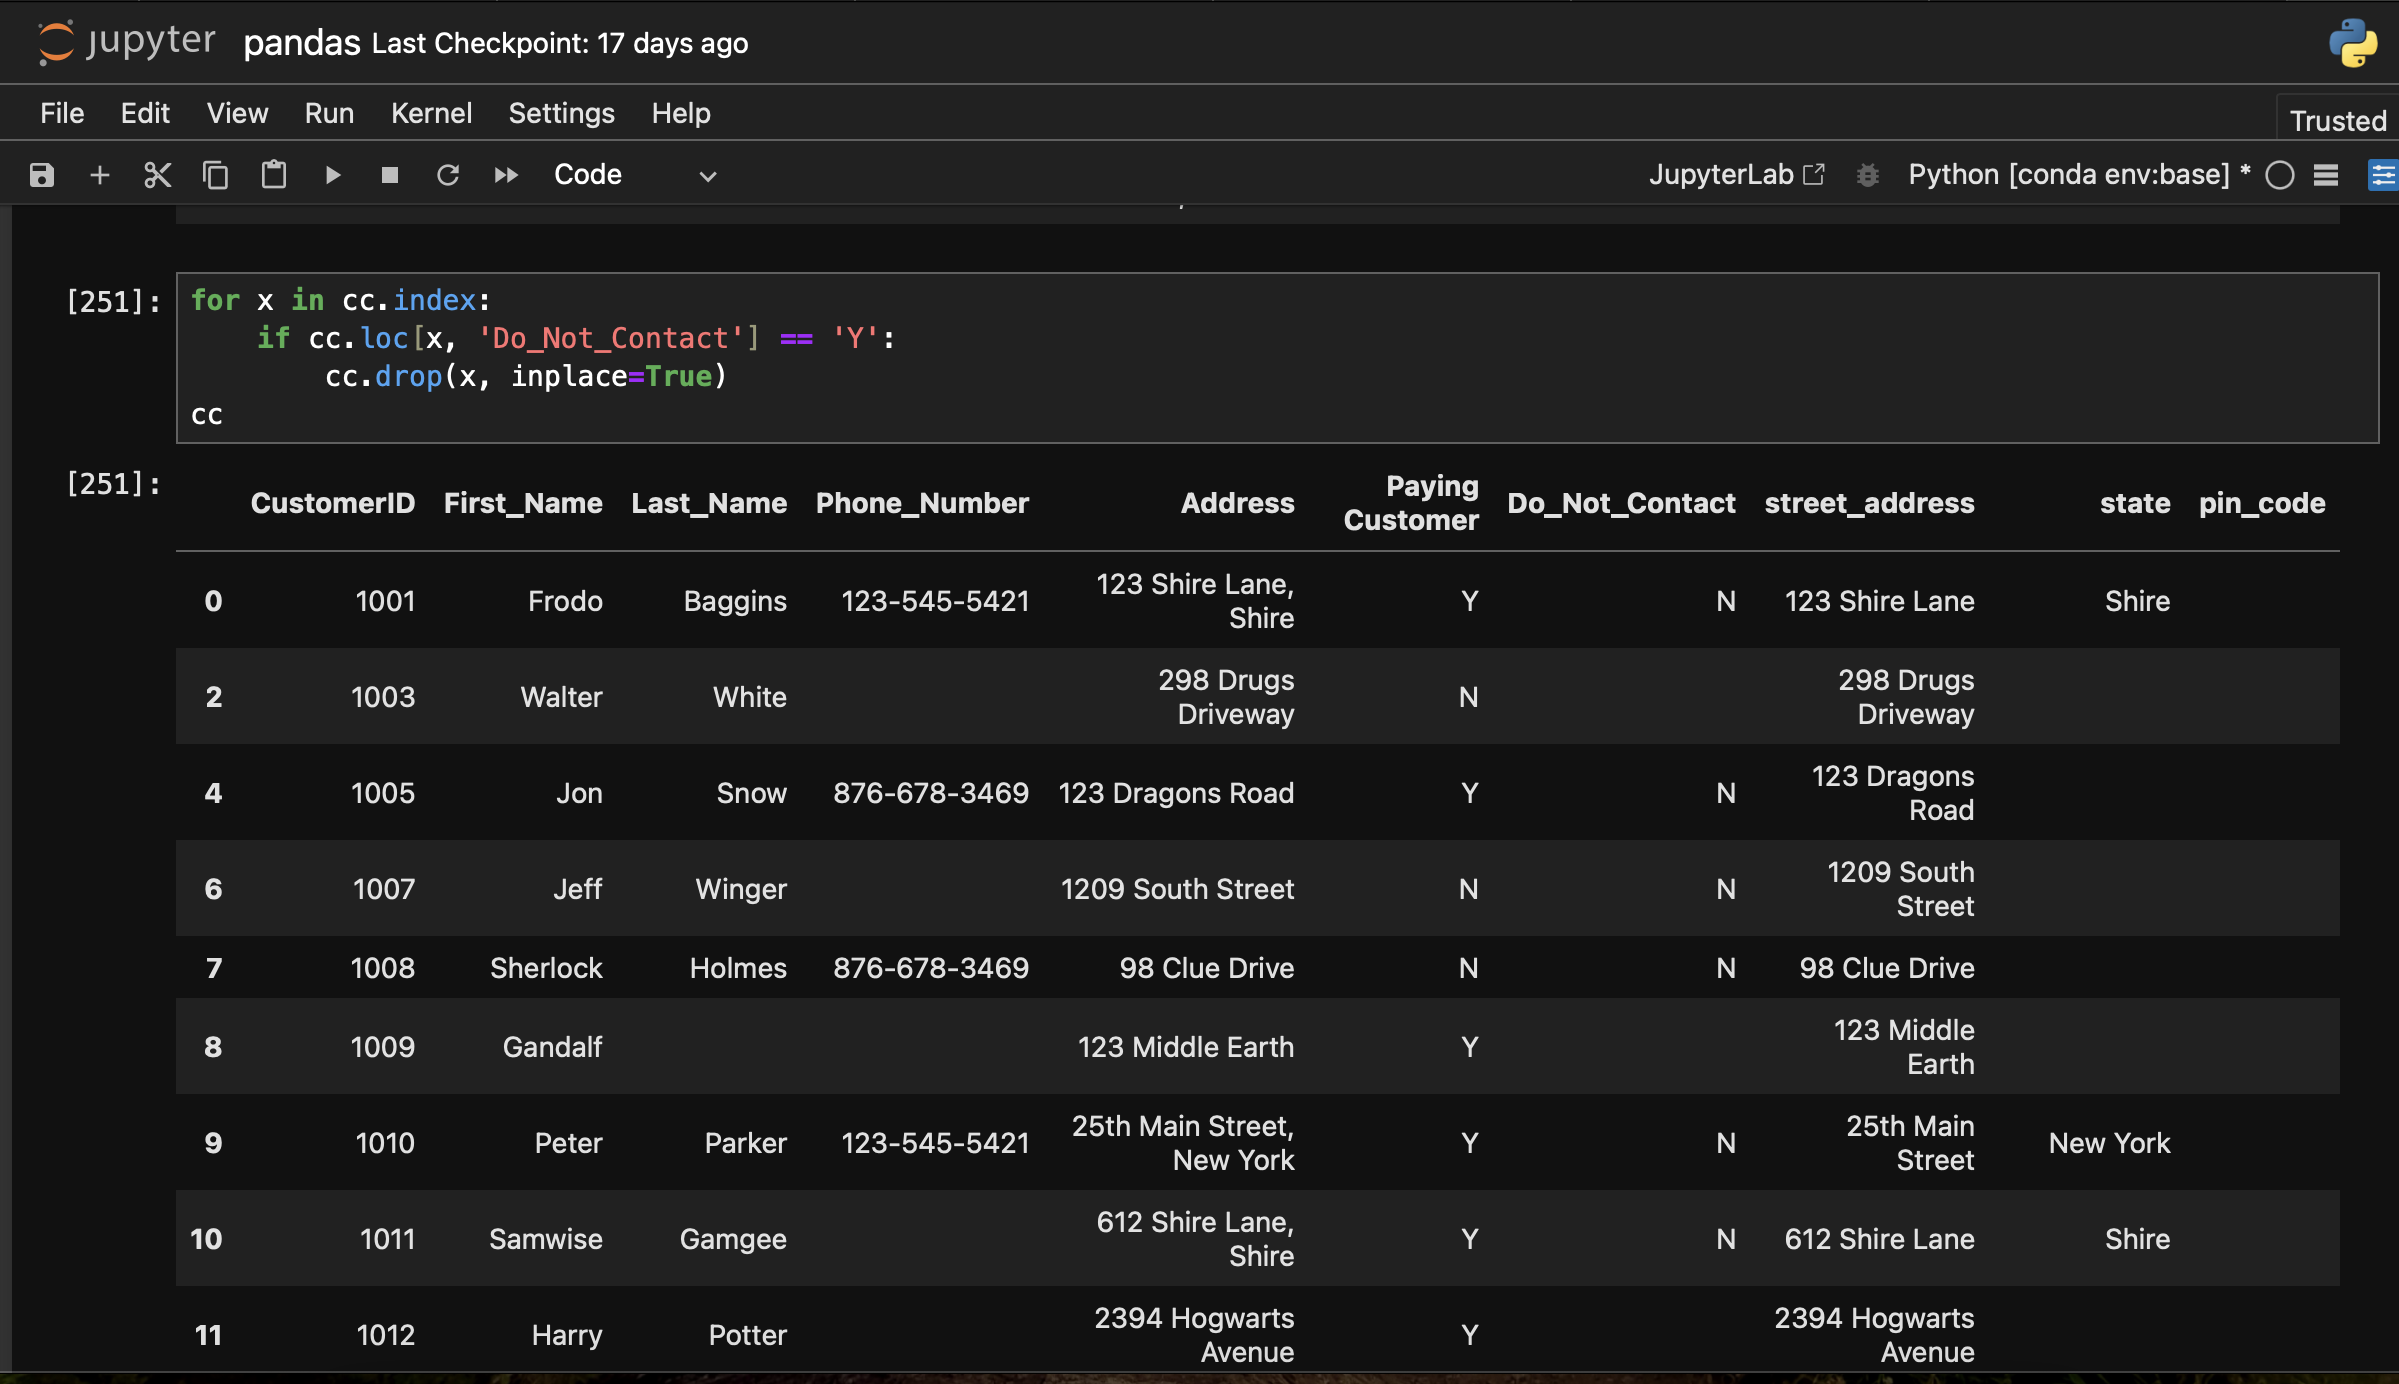 jupyter pandas Last Checkpoint: 17 days ago
File Edit View Run Kernel Settings Help
Trusted
Code
JupyterLab Python [conda env:base] *
[251]:
for x in cc.index:
    if cc.loc[x, 'Do_Not_Contact'] == 'Y':
        cc.drop(x, inplace=True)
cc
[251]:
CustomerID First_Name Last_Name Phone_Number Address Paying Customer Do_Not_Contact street_address state pin_code
0 1001 Frodo Baggins 123-545-5421 123 Shire Lane, Shire Y N 123 Shire Lane Shire
2 1003 Walter White 298 Drugs Driveway N 298 Drugs Driveway
4 1005 Jon Snow 876-678-3469 123 Dragons Road Y N 123 Dragons Road
6 1007 Jeff Winger 1209 South Street N N 1209 South Street
7 1008 Sherlock Holmes 876-678-3469 98 Clue Drive N N 98 Clue Drive
8 1009 Gandalf 123 Middle Earth Y 123 Middle Earth
9 1010 Peter Parker 123-545-5421 25th Main Street, New York Y N 25th Main Street New York
10 1011 Samwise Gamgee 612 Shire Lane, Shire Y N 612 Shire Lane Shire
11 1012 Harry Potter 2394 Hogwarts Avenue Y 2394 Hogwarts Avenue